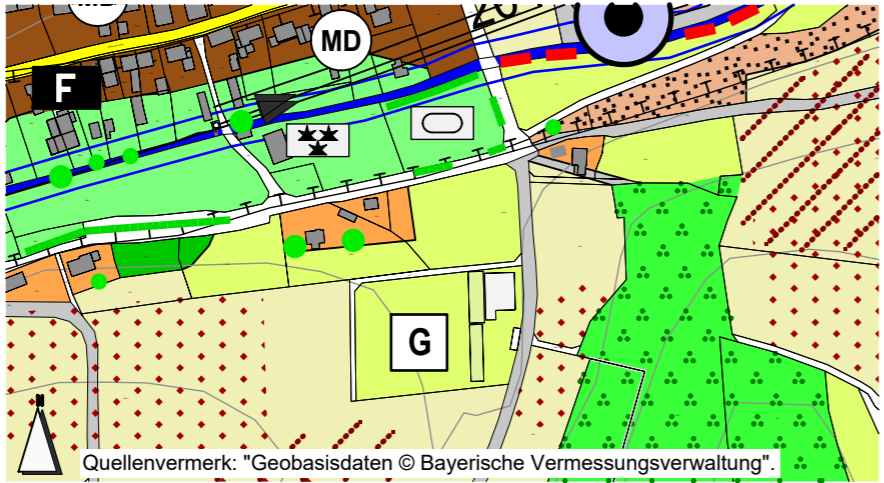 MD
F
G
Quellenvermerk: "Geobasisdaten © Bayerische Vermessungsverwaltung".